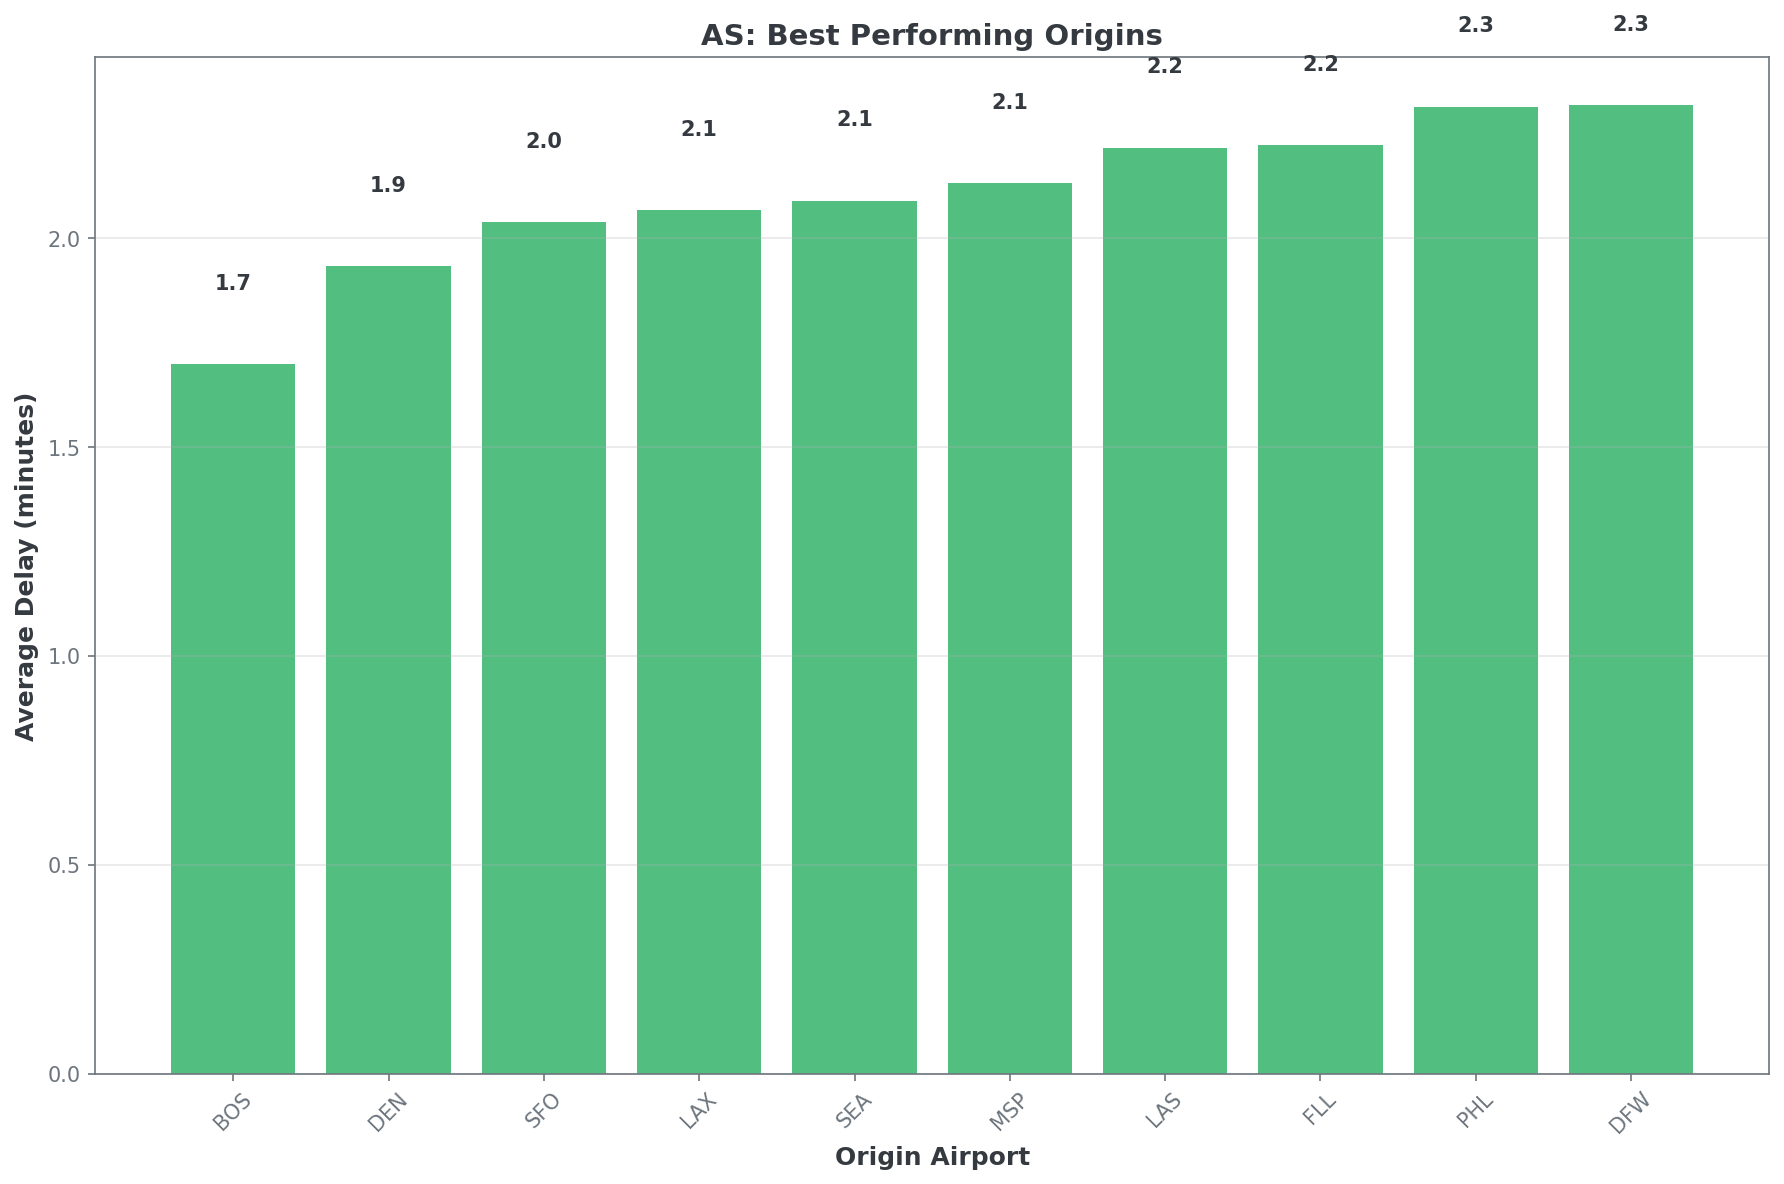 AS: Best Performing Origins
2.3
2.3
2.2
2.2
2.1
2.1
2.1
2.0
1.9
1.7
Average Delay (minutes)
2.0
1.5
1.0
0.5
0.0
BOS
DEN
SFO
LAX
SEA
MSP
LAS
FLL
PHL
DFW
Origin Airport